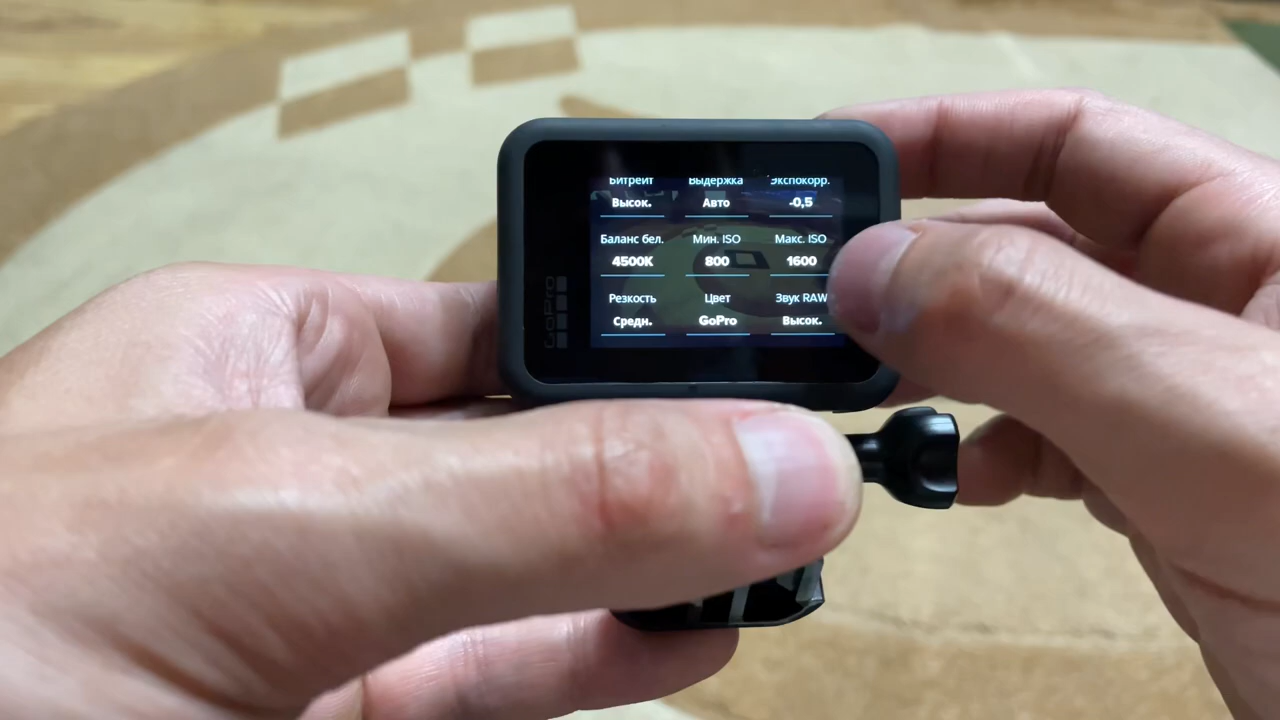 Битрейт Выдержка Экспокорр.
Высок. Авто -0,5
Баланс бел. Мин. ISO Макс. ISO
4500K 800 1600
Резкость Цвет Звук RAW
Средн. GoPro Высок.
GoPro